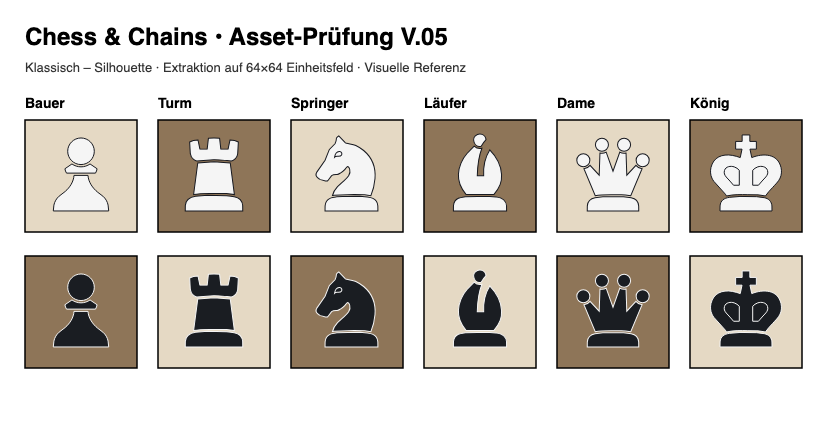 Chess & Chains • Asset-Prüfung V.05
Klassisch – Silhouette · Extraktion auf 64×64 Einheitsfeld · Visuelle Referenz
Bauer Turm Springer Läufer Dame König